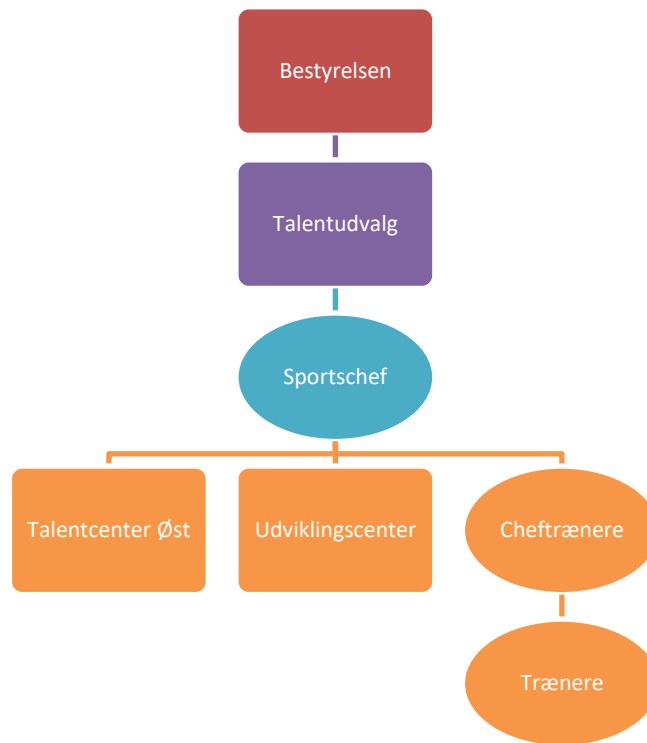 Bestyrelsen
Talentudvalg
Sportschef
Talentcenter Øst
Udviklingscenter
Cheftrænere
Trænere